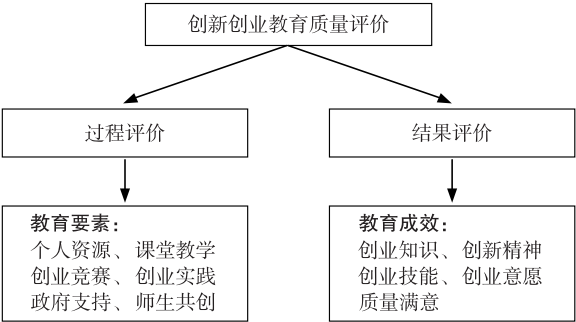 创新创业教育质量评价
过程评价
结果评价
教育要素：
个人资源、课堂教学
创业竞赛、创业实践
政府支持、师生共创
教育成效：
创业知识、创新精神
创业技能、创业意愿
质量满意